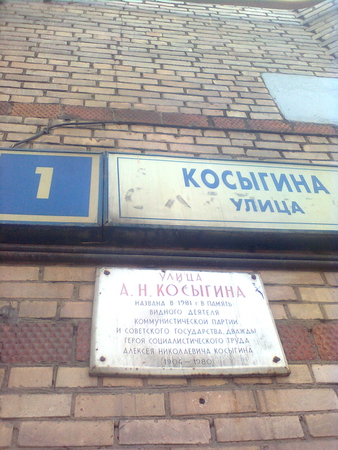 1
КОСЫГИНА
УЛИЦА
УЛИЦА
А. Н. КОСЫГИНА
НАЗВАНА В 1981 г. В ПАМЯТЬ
ВИДНОГО ДЕЯТЕЛЯ
КОММУНИСТИЧЕСКОЙ ПАРТИИ
И СОВЕТСКОГО ГОСУДАРСТВА, ДВАЖДЫ
ГЕРОЯ СОЦИАЛИСТИЧЕСКОГО ТРУДА
АЛЕКСЕЯ НИКОЛАЕВИЧА КОСЫГИНА
1904 — 1980